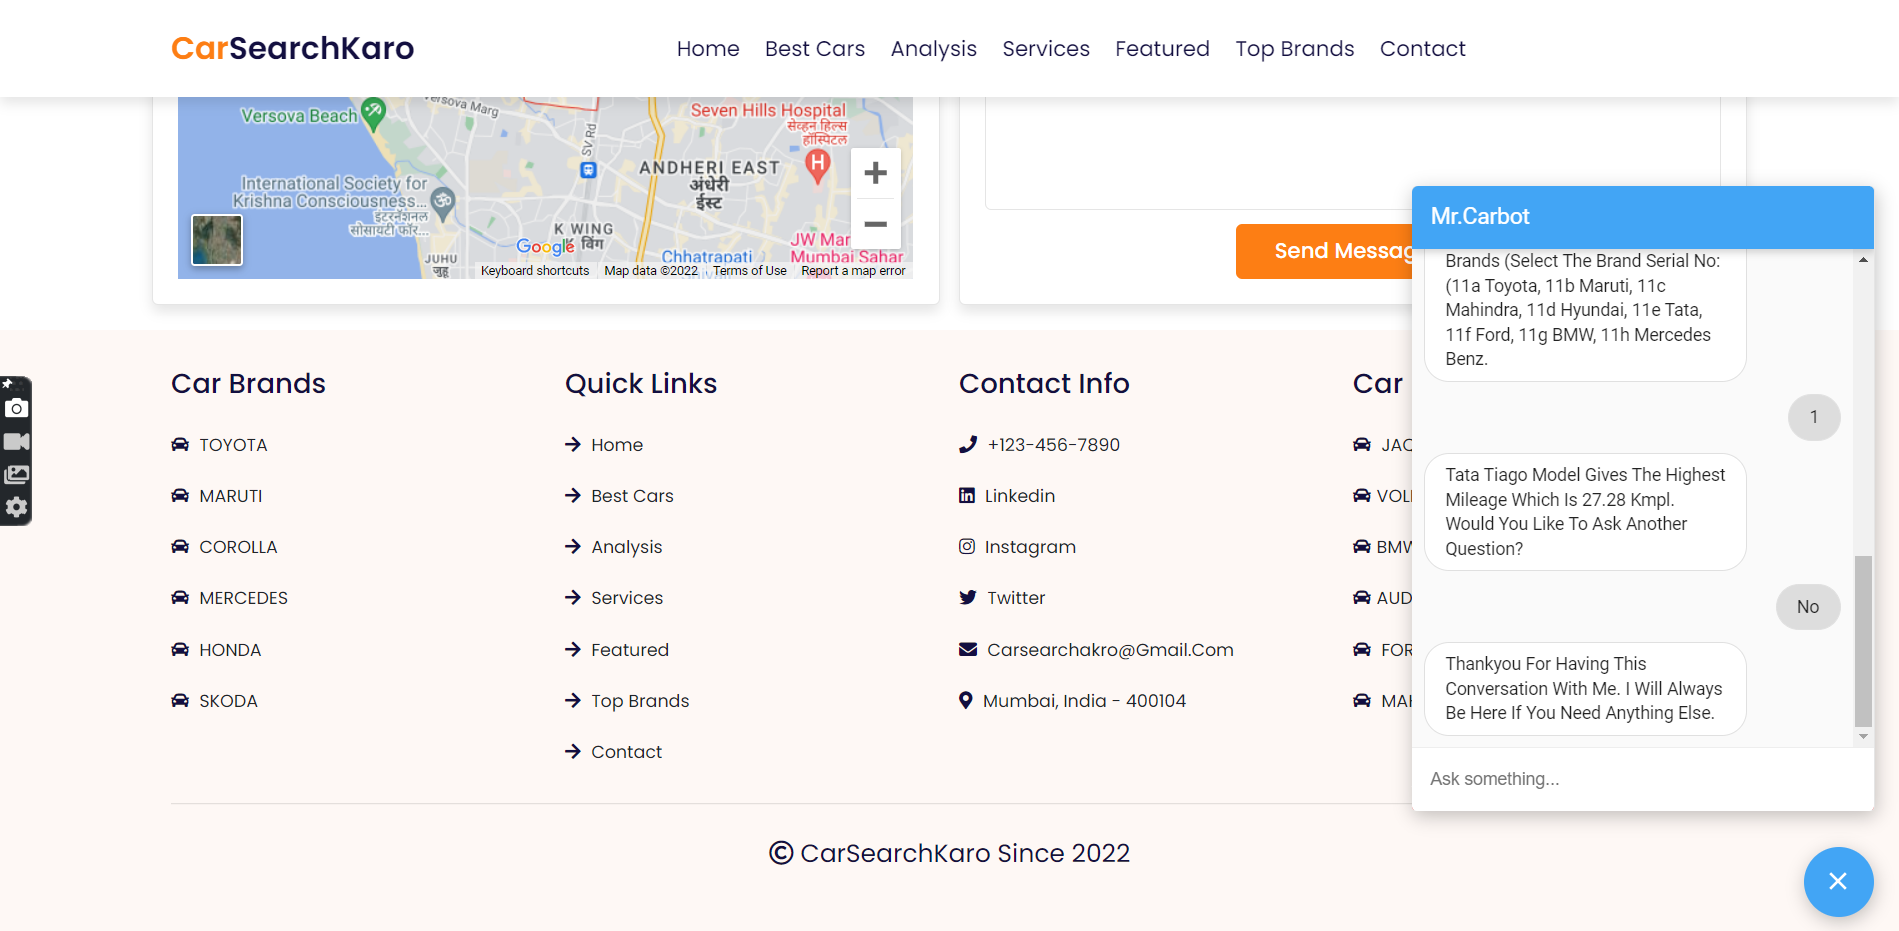 CarSearchKaro
Home Best Cars Analysis Services Featured Top Brands Contact
Versova Marg
Versova Beach
Seven Hills Hospital
सेव्हन हिल्स
हॉस्पिटल
SV Rd
ANDHERI EAST
अंधेरी
ईस्ट
International Society for
Krishna Consciousness...
इंटरनॅशनल
सोसायटी फॉर...
K WING
K विंग
Google
JW Mar
Mumbai Sahar
Chhatrapati
JUHU
जुहू
Keyboard shortcuts Map data ©2022 Terms of Use Report a map error
Send Messag
Mr.Carbot
Brands (Select The Brand Serial No:
(11a Toyota, 11b Maruti, 11c
Mahindra, 11d Hyundai, 11e Tata,
11f Ford, 11g BMW, 11h Mercedes
Benz.
1
Tata Tiago Model Gives The Highest
Mileage Which Is 27.28 Kmpl.
Would You Like To Ask Another
Question?
No
Thankyou For Having This
Conversation With Me. I Will Always
Be Here If You Need Anything Else.
Ask something...
Car Brands
TOYOTA
MARUTI
COROLLA
MERCEDES
HONDA
SKODA
Quick Links
Home
Best Cars
Analysis
Services
Featured
Top Brands
Contact
Contact Info
+123-456-7890
Linkedin
Instagram
Twitter
Carsearchakro@Gmail.Com
Mumbai, India - 400104
Car
JAG
VOL
BMW
AUD
FOR
MAH
© CarSearchKaro Since 2022